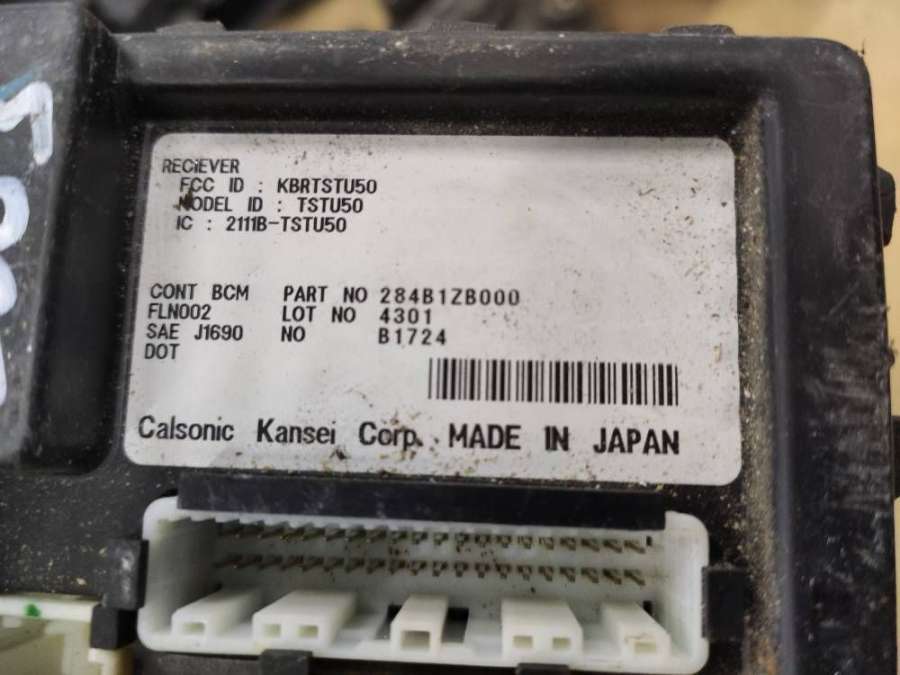 RECIEVER
FCC ID : KBRTSTU50
MODEL ID : TSTU50
IC : 2111B-TSTU50
CONT BCM PART NO 284B1ZB000
FLN002 LOT NO 4301
SAE J1690 NO B1724
DOT
Calsonic Kansei Corp. MADE IN JAPAN